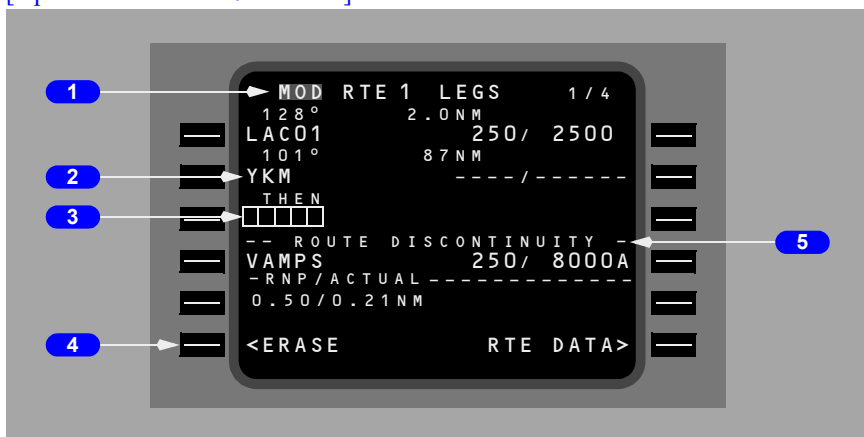 MOD RTE 1 LEGS 1/4
128° 2.0NM
LACO1 250/ 2500
101° 87NM
YKM ----/------
THEN
□□□□□
-- ROUTE DISCONTINUITY -
VAMPS 250/ 8000A
-RNP/ACTUAL-------------
0.50/0.21NM
<ERASE RTE DATA>
1
2
3
4
5